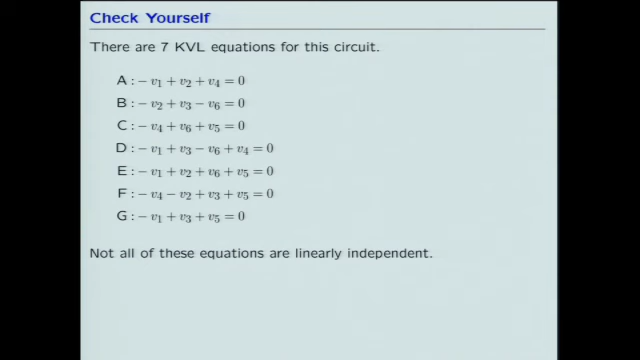 Check Yourself
There are 7 KVL equations for this circuit.
A : − v₁ + v₂ + v₄ = 0
B : − v₂ + v₃ − v₆ = 0
C : − v₄ + v₆ + v₅ = 0
D : − v₁ + v₃ − v₆ + v₄ = 0
E : − v₁ + v₂ + v₆ + v₅ = 0
F : − v₄ − v₂ + v₃ + v₅ = 0
G : − v₁ + v₃ + v₅ = 0
Not all of these equations are linearly independent.